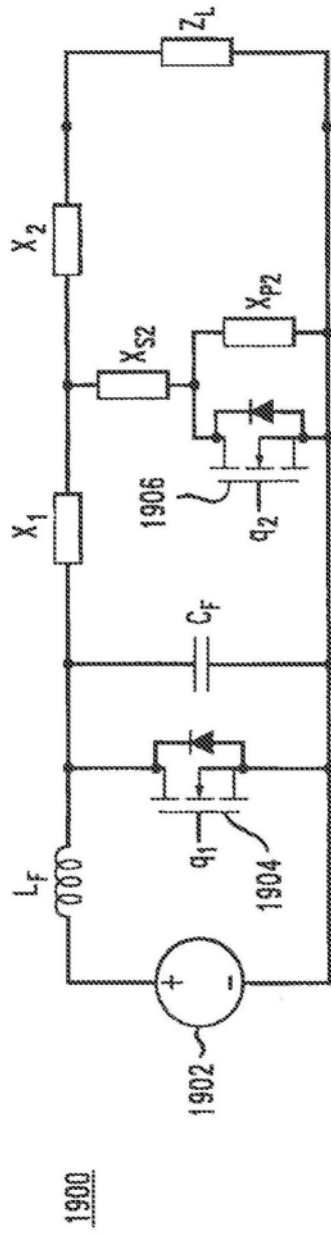 1900
1902
+
-
L_F
q_1
1904
C_F
X_1
1906
q_2
X_S2
X_P2
X_2
Z_L